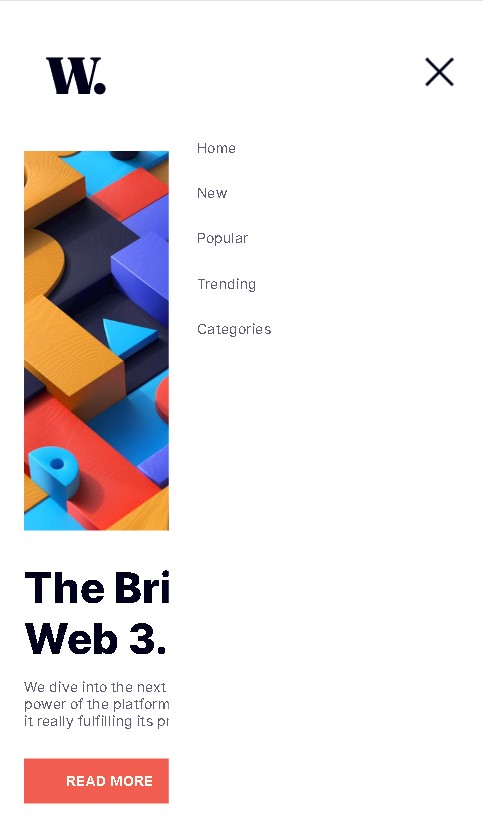 W.
Home
New
Popular
Trending
Categories
The Bri
Web 3.
We dive into the next
power of the platform
it really fulfilling its pr
READ MORE